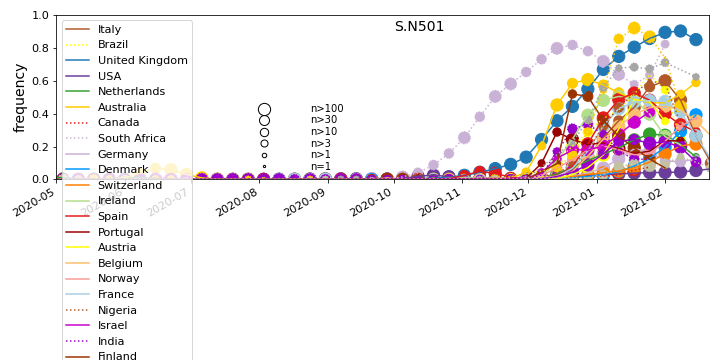 S.N501
frequency
1.0
0.8
0.6
0.4
0.2
0.0
Italy
Brazil
United Kingdom
USA
Netherlands
Australia
Canada
South Africa
Germany
Denmark
Switzerland
Ireland
Spain
Portugal
Austria
Belgium
Norway
France
Nigeria
Israel
India
Finland
n>100
n>30
n>10
n>3
n>1
n=1
2020-05
2020-07
2020-08
2020-09
2020-10
2020-11
2020-12
2021-01
2021-02